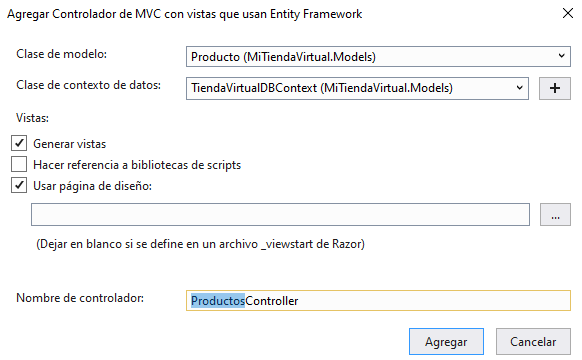 Agregar Controlador de MVC con vistas que usan Entity Framework
Clase de modelo: Producto (MiTiendaVirtual.Models)
Clase de contexto de datos: TiendaVirtualDBContext (MiTiendaVirtual.Models)
Vistas:
Generar vistas
Hacer referencia a bibliotecas de scripts
Usar página de diseño:
...
(Dejar en blanco si se define en un archivo _viewstart de Razor)
Nombre de controlador: ProductosController
Agregar Cancelar